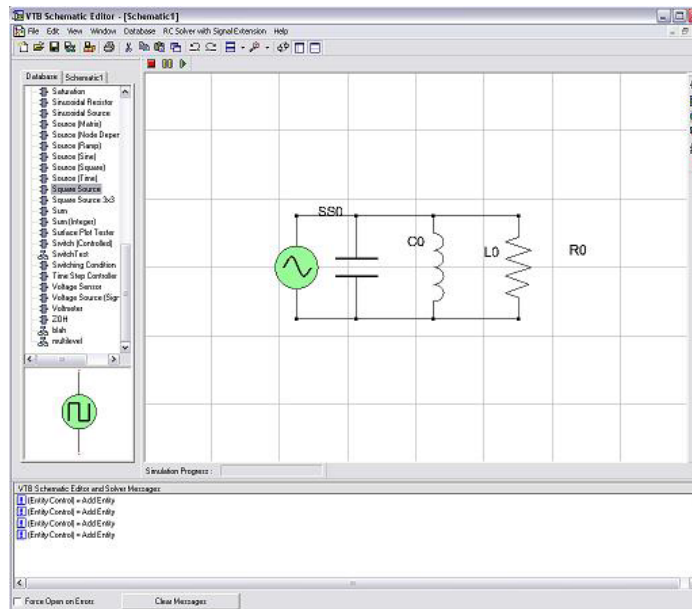 VTB Schematic Editor - [Schematic1]
File Edit View Window Database RC Solver with Signal Extension Help
Database Schematic1
Saturation
Sinusoidal Resistor
Sinusoidal Source
Source (Matrix)
Source (Node Deper
Source (Ramp)
Source (Sine)
Source (Square)
Source (Time)
Square Source
Square Source 3x3
Sum
Sum (Integer)
Surface Plot Tester
Switch (Controlled)
SwitchTest
Switching Condition
Time Step Controller
Voltage Sensor
Voltage Source (Sigr
Voltmeter
ZOH
blah
multilevel
SS0
C0
L0
R0
Simulation Progress :
VTB Schematic Editor and Solver Messages
(Entity Control) = Add Entity
(Entity Control) = Add Entity
(Entity Control) = Add Entity
(Entity Control) = Add Entity
Force Open on Errors Clear Messages